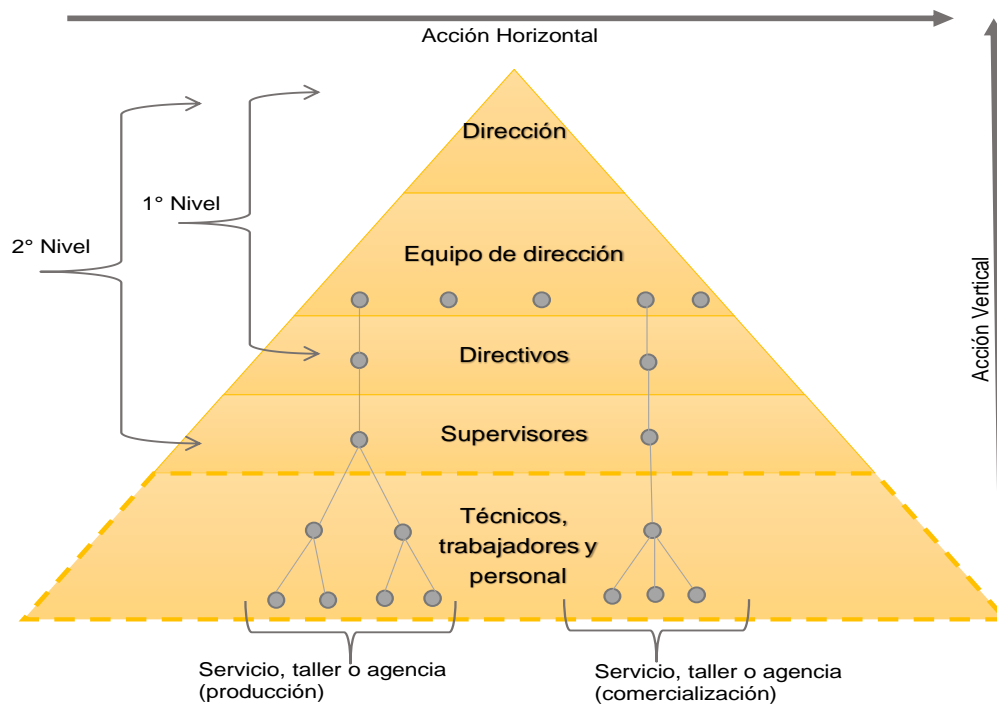 Acción Horizontal
Dirección
1° Nivel
2° Nivel
Equipo de dirección
Acción Vertical
Directivos
Supervisores
Técnicos,
trabajadores y
personal
Servicio, taller o agencia
(producción)
Servicio, taller o agencia
(comercialización)